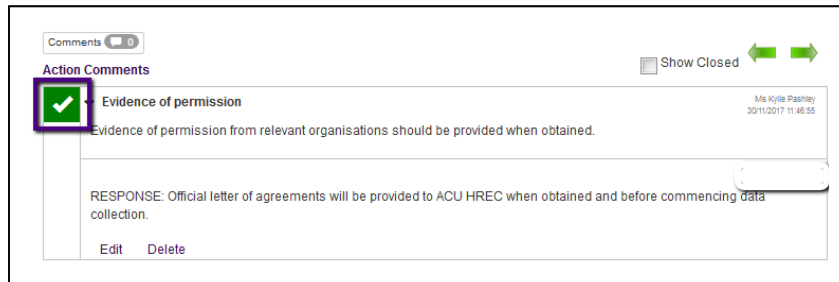 Comments 0
Show Closed
Action Comments
Evidence of permission
Ms Kylie Pashley
30/11/2017 11:46:55
Evidence of permission from relevant organisations should be provided when obtained.
RESPONSE: Official letter of agreements will be provided to ACU HREC when obtained and before commencing data
collection.
Edit Delete